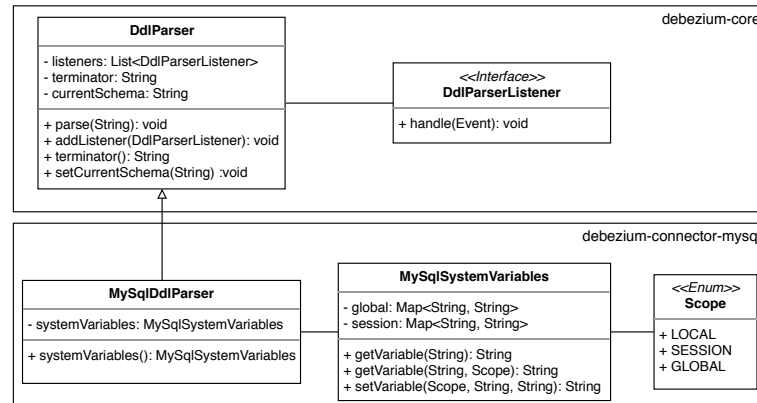 debezium-core
DdlParser
- listeners: List<DdlParserListener>
- terminator: String
- currentSchema: String
+ parse(String): void
+ addListener(DdlParserListener): void
+ terminator(): String
+ setCurrentSchema(String) :void
<<Interface>>
DdlParserListener
+ handle(Event): void
debezium-connector-mysq
MySqlDdlParser
- systemVariables: MySqlSystemVariables
+ systemVariables(): MySqlSystemVariables
MySqlSystemVariables
- global: Map<String, String>
- session: Map<String, String>
+ getVariable(String): String
+ getVariable(String, Scope): String
+ setVariable(Scope, String, String): String
<<Enum>>
Scope
+ LOCAL
+ SESSION
+ GLOBAL